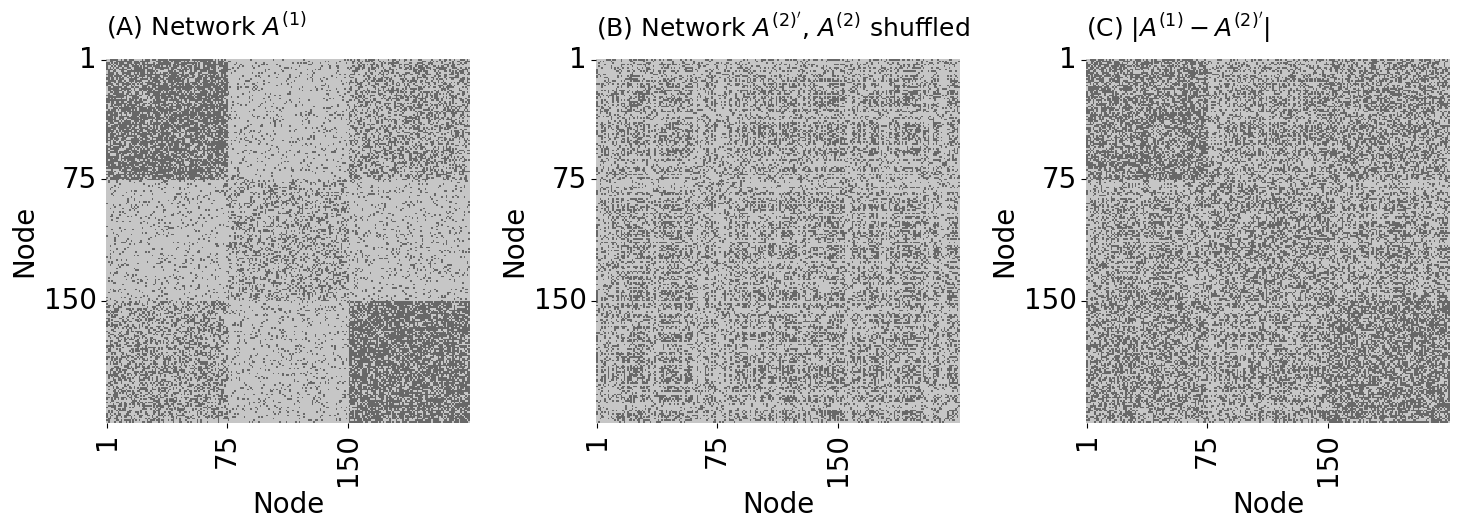 (A) Network A^(1)
1
75
150
Node
1
75
150
Node
(B) Network A^(2)′, A^(2) shuffled
1
75
150
Node
1
75
150
Node
(C) |A^(1) − A^(2)′|
1
75
150
Node
1
75
150
Node